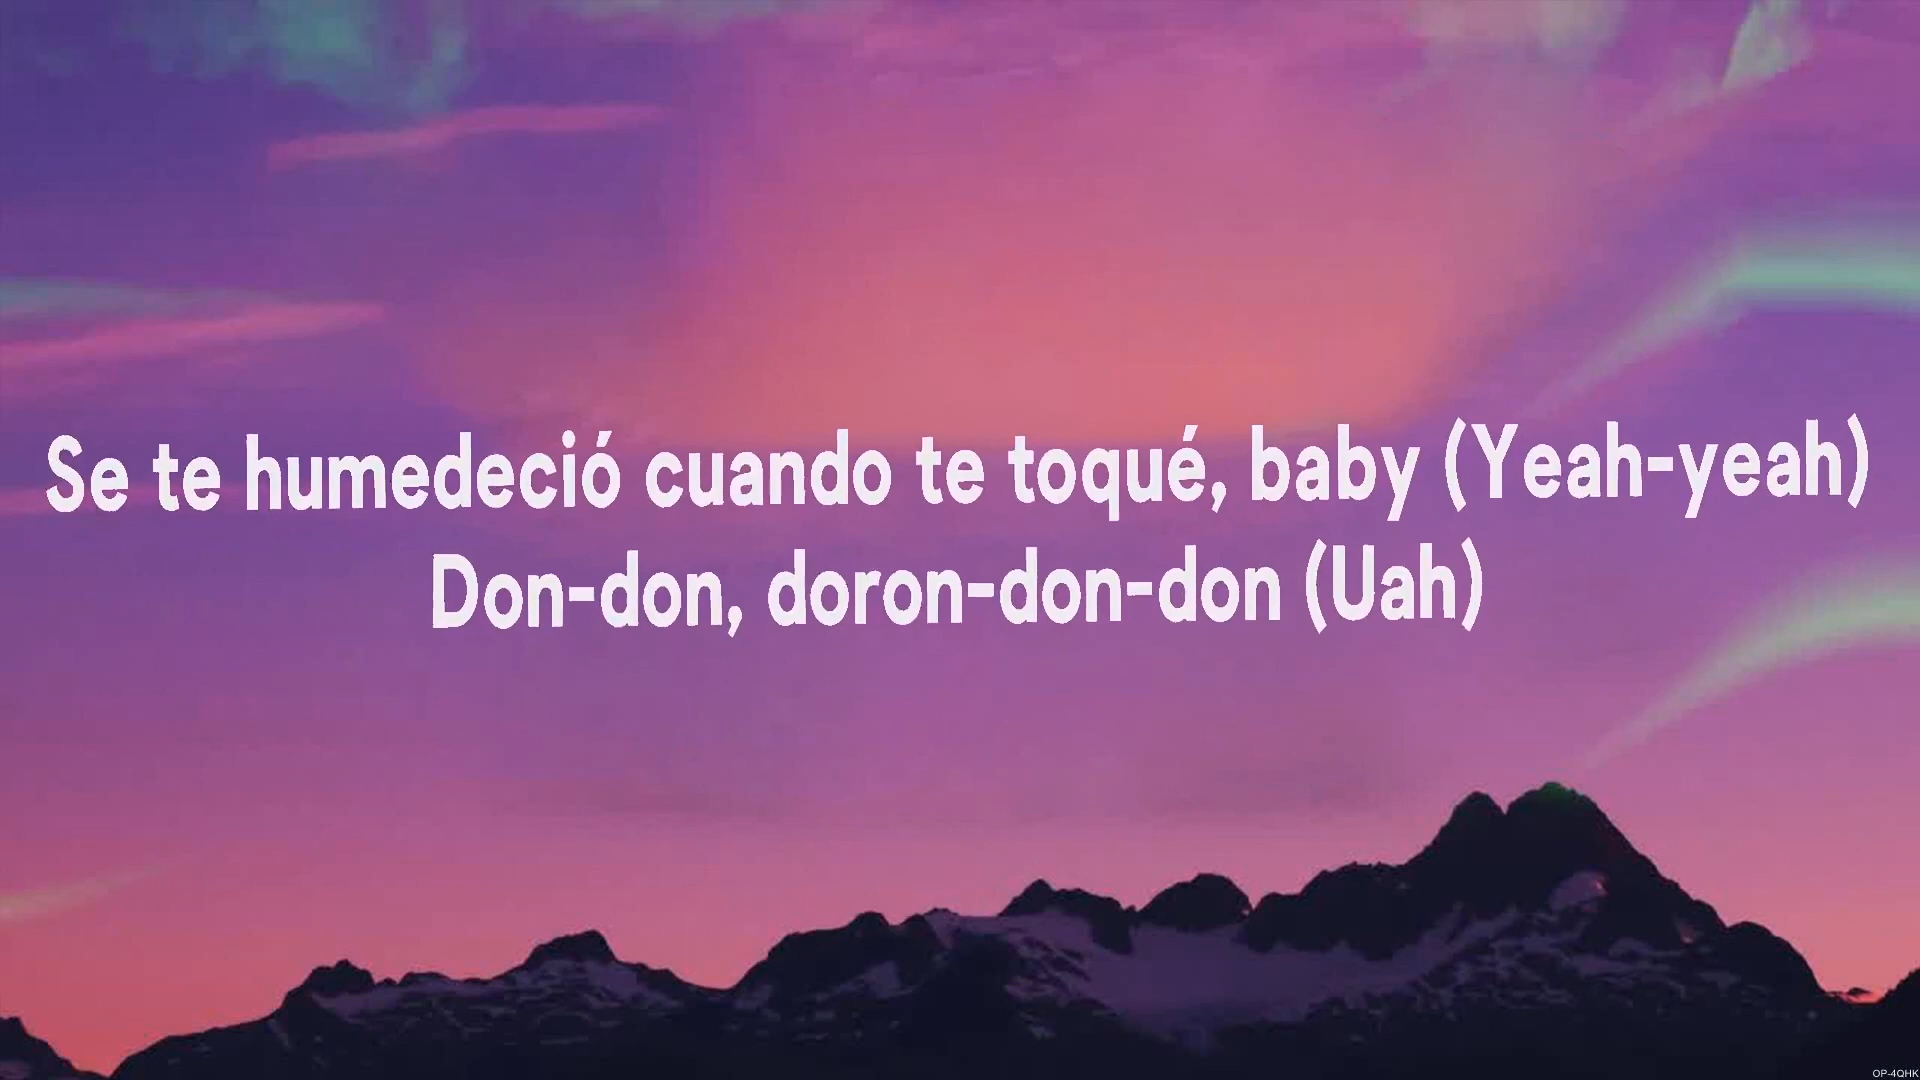 Se te humedeció cuando te toqué, baby (Yeah-yeah)
Don-don, doron-don-don (Uah)
OP-4QHK